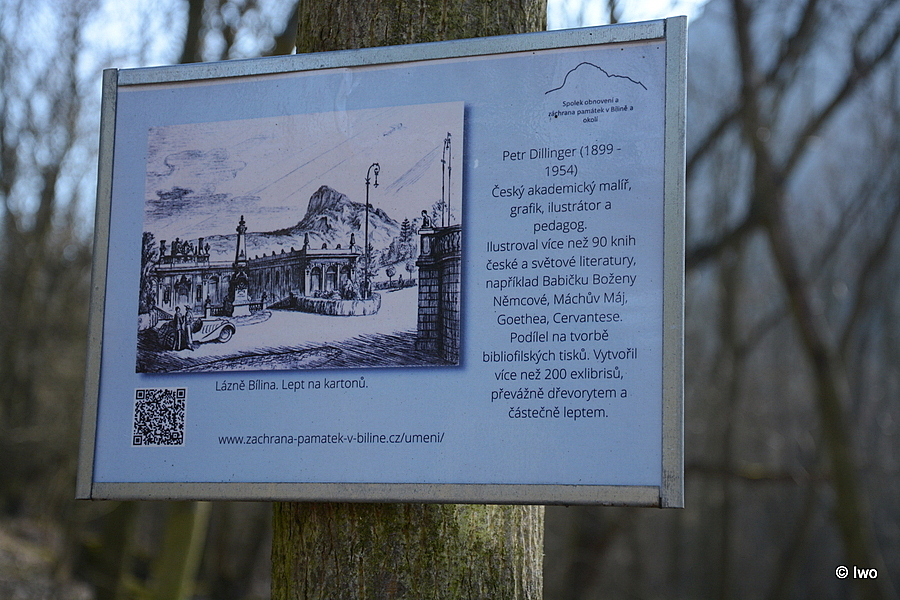 Spolek obnovení a
záchrana památek v Bílině a
okolí
Petr Dillinger (1899 -
1954)
Český akademický malíř,
grafik, ilustrátor a
pedagog.
Ilustroval více než 90 knih
české a světové literatury,
například Babičku Boženy
Němcové, Máchův Máj,
Goethea, Cervantese.
Podílel na tvorbě
bibliofilských tisků. Vytvořil
více než 200 exlibrisů,
převážně dřevorytem a
částečně leptem.
Lázně Bílina. Lept na kartonů.
www.zachrana-pamatek-v-biline.cz/umeni/
© Iwo